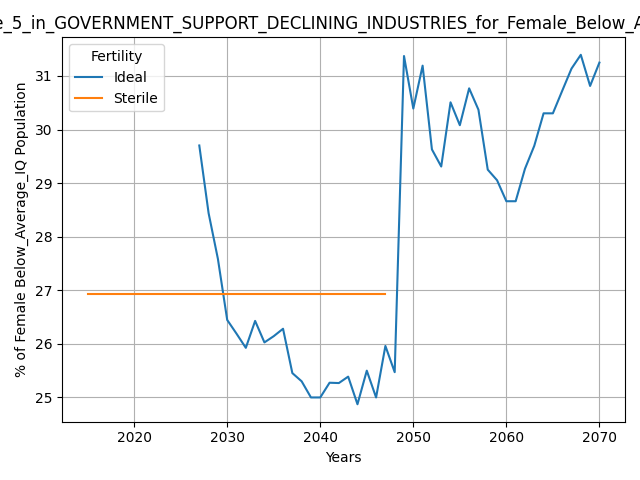 e_5_in_GOVERNMENT_SUPPORT_DECLINING_INDUSTRIES_for_Female_Below_A
Fertility
Ideal
Sterile
% of Female Below_Average_IQ Population
31
30
29
28
27
26
25
2020 2030 2040 2050 2060 2070
Years